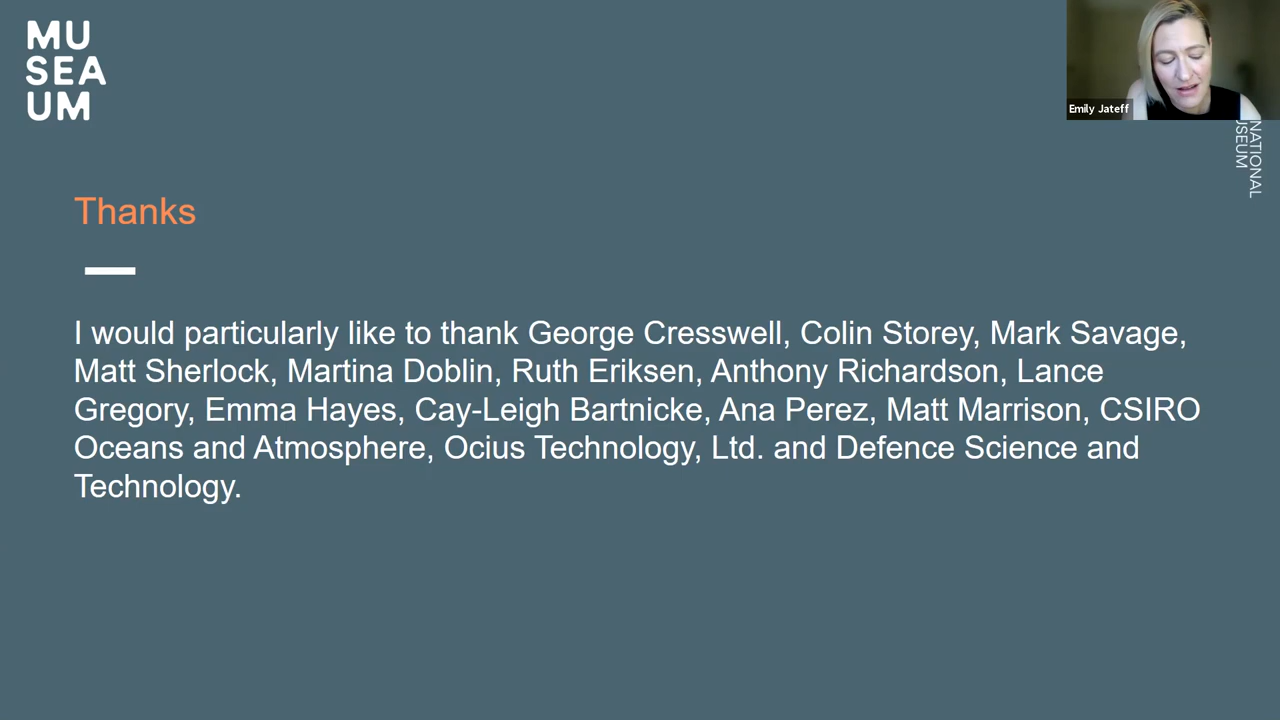 MU
SEA
UM
Emily Jateff
NATIONAL
Thanks
I would particularly like to thank George Cresswell, Colin Storey, Mark Savage,
Matt Sherlock, Martina Doblin, Ruth Eriksen, Anthony Richardson, Lance
Gregory, Emma Hayes, Cay-Leigh Bartnicke, Ana Perez, Matt Marrison, CSIRO
Oceans and Atmosphere, Ocius Technology, Ltd. and Defence Science and
Technology.